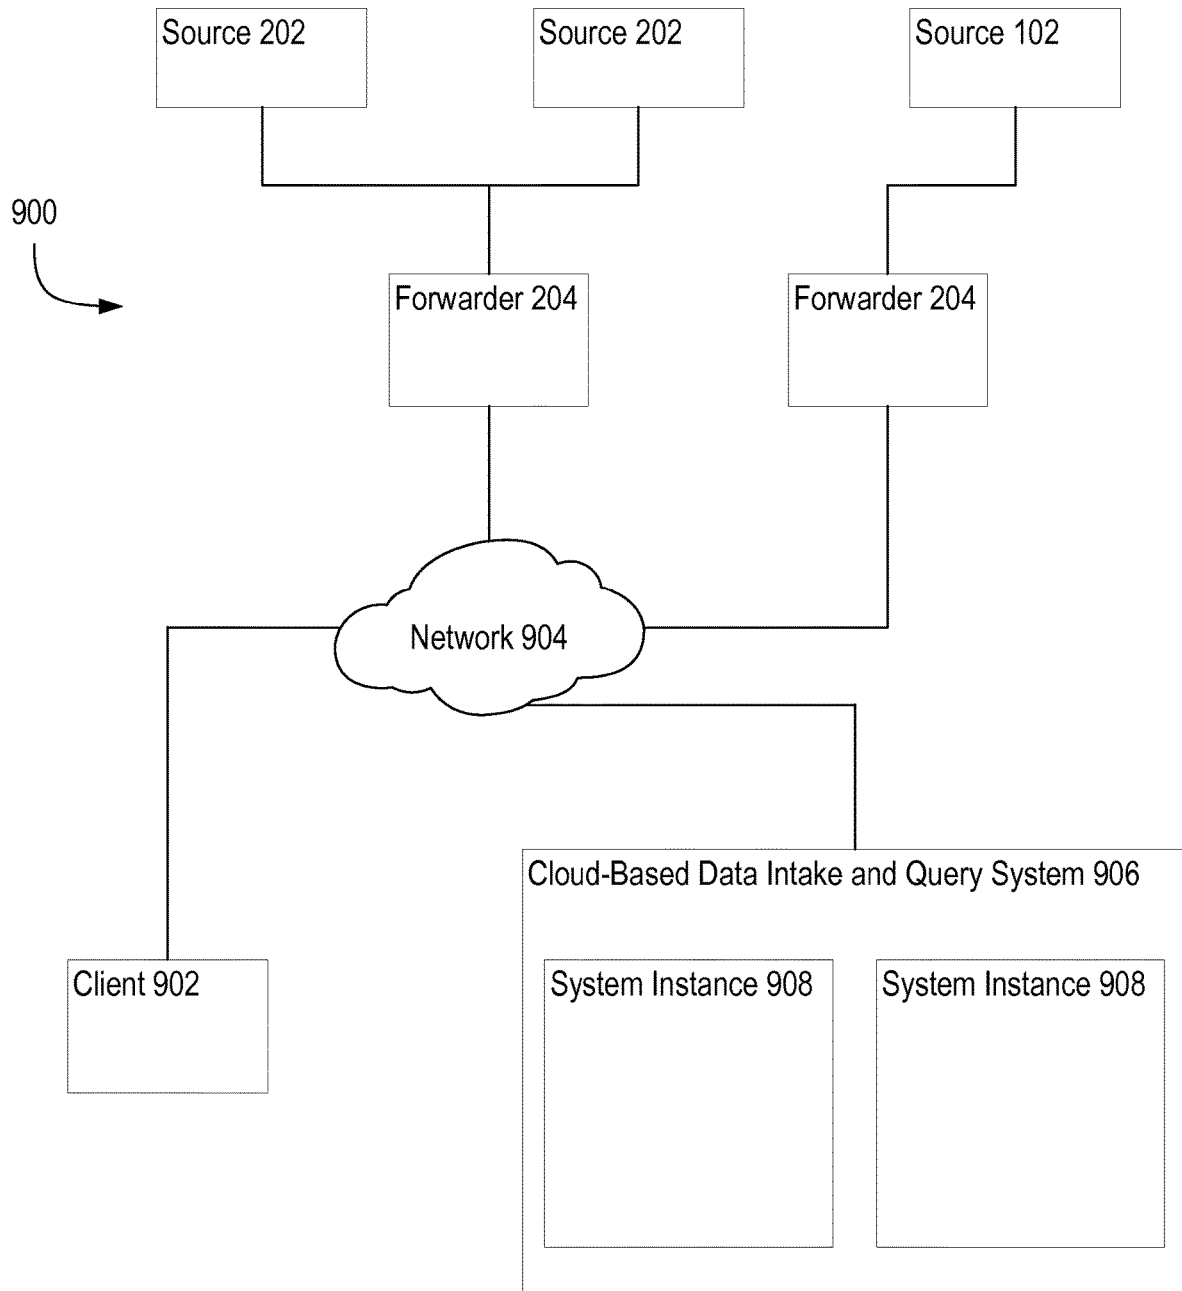 Source 202
Source 202
Source 102
900
Forwarder 204
Forwarder 204
Network 904
Cloud-Based Data Intake and Query System 906
Client 902
System Instance 908
System Instance 908